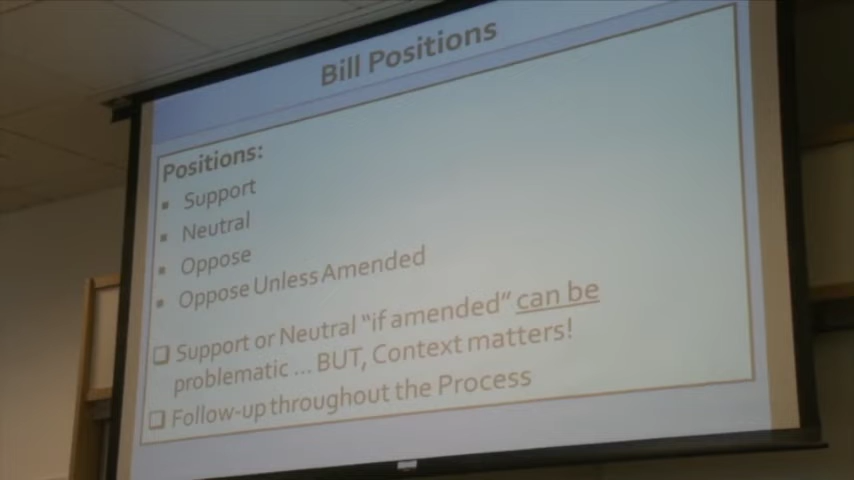 Bill Positions
Positions:
▪ Support
▪ Neutral
▪ Oppose
▪ Oppose Unless Amended
❑ Support or Neutral "if amended" can be
problematic ... BUT, Context matters!
❑ Follow-up throughout the Process